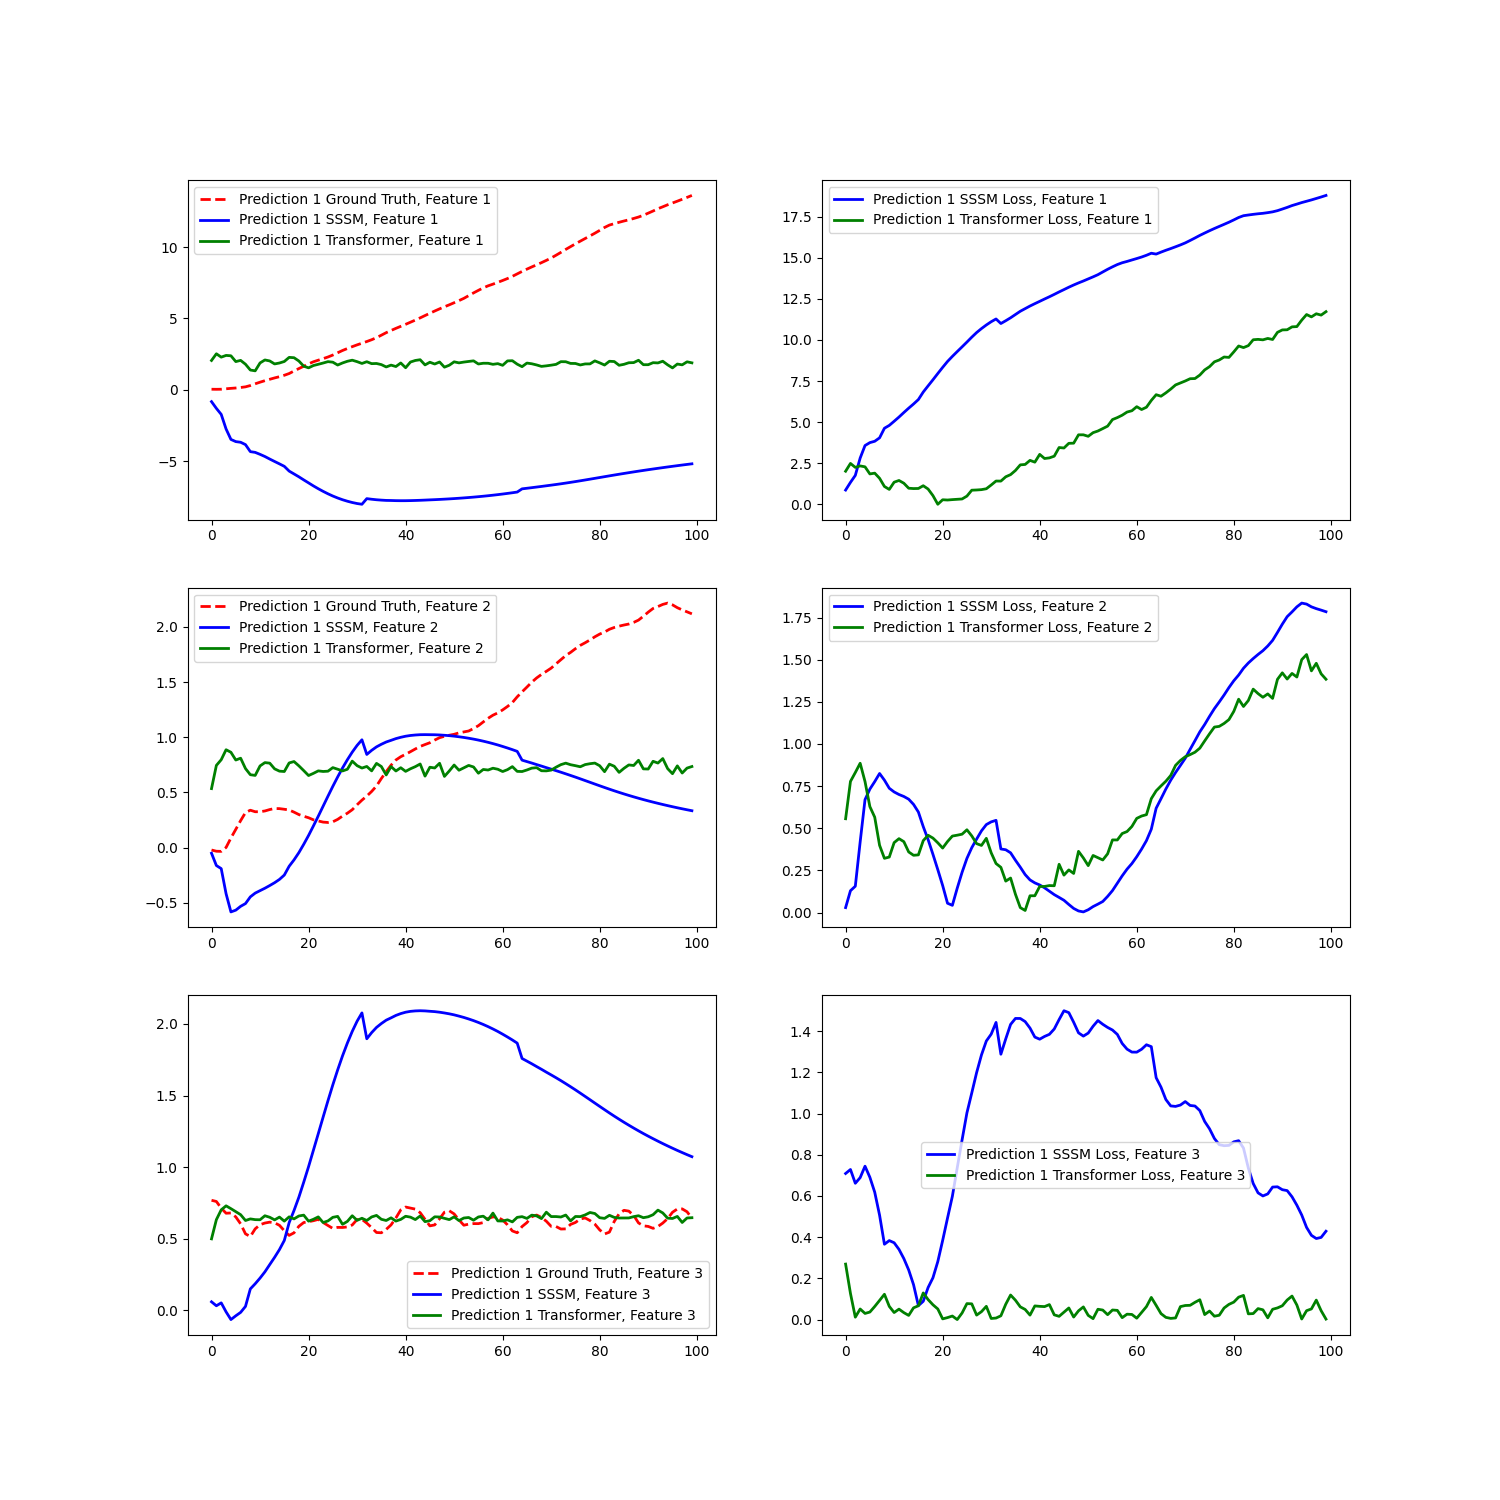 Prediction 1 Ground Truth, Feature 1
Prediction 1 SSSM, Feature 1
Prediction 1 Transformer, Feature 1
10
5
0
−5
0 20 40 60 80 100
Prediction 1 SSSM Loss, Feature 1
Prediction 1 Transformer Loss, Feature 1
17.5
15.0
12.5
10.0
7.5
5.0
2.5
0.0
0 20 40 60 80 100
Prediction 1 Ground Truth, Feature 2
Prediction 1 SSSM, Feature 2
Prediction 1 Transformer, Feature 2
2.0
1.5
1.0
0.5
0.0
−0.5
0 20 40 60 80 100
Prediction 1 SSSM Loss, Feature 2
Prediction 1 Transformer Loss, Feature 2
1.75
1.50
1.25
1.00
0.75
0.50
0.25
0.00
0 20 40 60 80 100
2.0
1.5
1.0
0.5
0.0
Prediction 1 Ground Truth, Feature 3
Prediction 1 SSSM, Feature 3
Prediction 1 Transformer, Feature 3
0 20 40 60 80 100
1.4
1.2
1.0
0.8
0.6
0.4
0.2
0.0
Prediction 1 SSSM Loss, Feature 3
Prediction 1 Transformer Loss, Feature 3
0 20 40 60 80 100